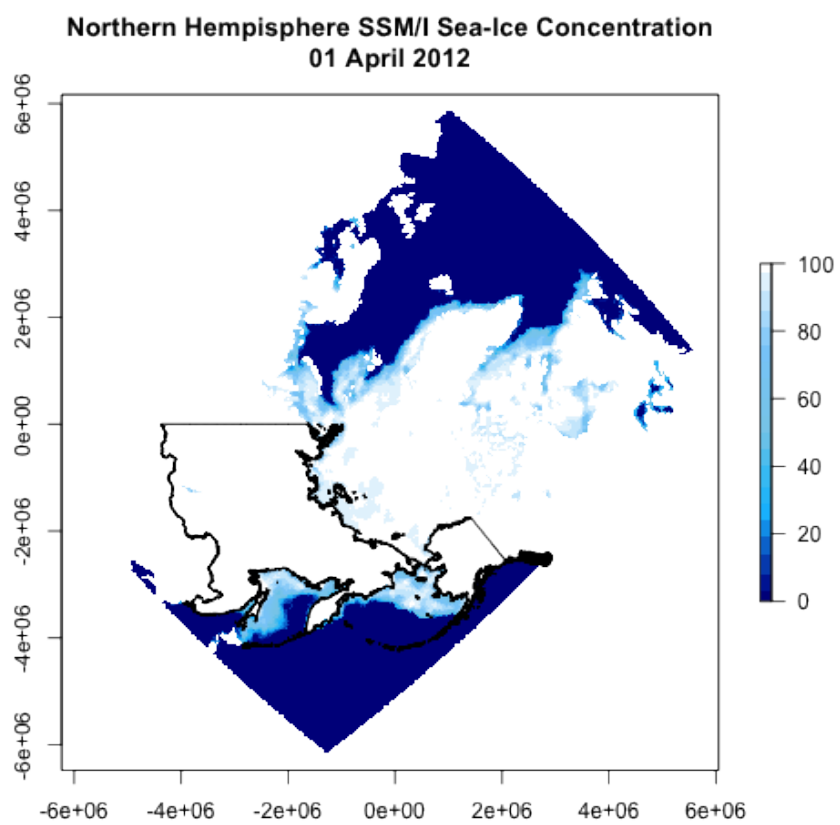 Northern Hempisphere SSM/I Sea-Ice Concentration
01 April 2012
6e+06
4e+06
2e+06
0e+00
-2e+06
-4e+06
-6e+06
100
80
60
40
20
0
-6e+06 -4e+06 -2e+06 0e+00 2e+06 4e+06 6e+06